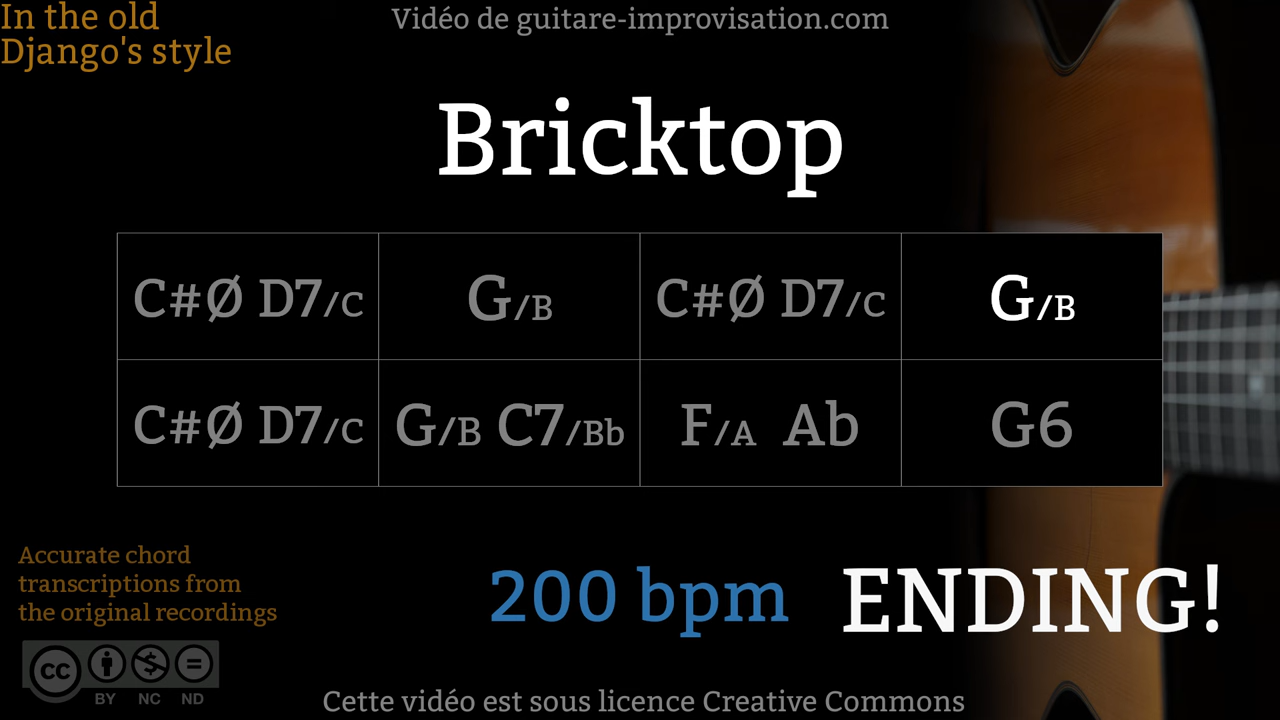 In the old
Django's style
Vidéo de guitare-improvisation.com
Bricktop
C#Ø D7/C G/B C#Ø D7/C G/B
C#Ø D7/C G/B C7/Bb F/A Ab G6
Accurate chord
transcriptions from
the original recordings
200 bpm ENDING!
cc BY NC ND
Cette vidéo est sous licence Creative Commons